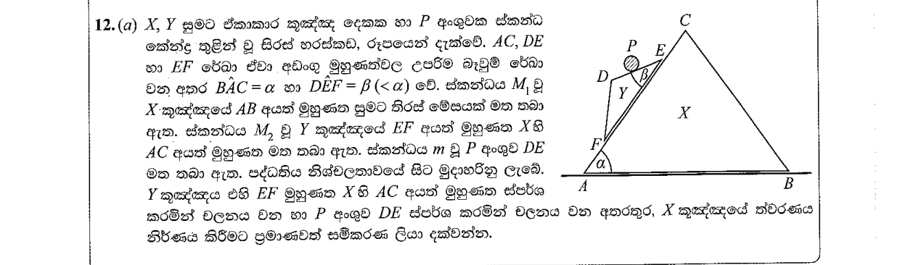 12. (a) X, Y සුමට ඒකාකාර කූඤ්ඤ දෙකක හා P අංශුවක ස්කන්ධ
කේන්ද්‍ර තුළින් වූ සිරස් හරස්කඩ, රූපයෙන් දැක්වේ. AC, DE
හා EF රේඛා ඒවා අඩංගු මුහුණත්වල උපරිම බෑවුම් රේඛා
වන අතර BÂC = α හා DÊF = β (< α) වේ. ස්කන්ධය M₁ වූ
X කූඤ්ඤයේ AB අයත් මුහුණත සුමට තිරස් මේසයක් මත තබා
ඇත. ස්කන්ධය M₂ වූ Y කූඤ්ඤයේ EF අයත් මුහුණත X හි
AC අයත් මුහුණත මත තබා ඇත. ස්කන්ධය m වූ P අංශුව DE
මත තබා ඇත. පද්ධතිය නිශ්චලතාවයේ සිට මුදාහරිනු ලැබේ.
Y කූඤ්ඤය එහි EF මුහුණත X හි AC අයත් මුහුණත ස්පර්ශ
කරමින් චලනය වන හා P අංශුව DE ස්පර්ශ කරමින් චලනය වන අතරතුර, X කූඤ්ඤයේ ත්වරණය
නිර්ණය කිරීමට ප්‍රමාණවත් සමීකරණ ලියා දක්වන්න.
C
P
E
D
β
Y
X
F
α
A
B